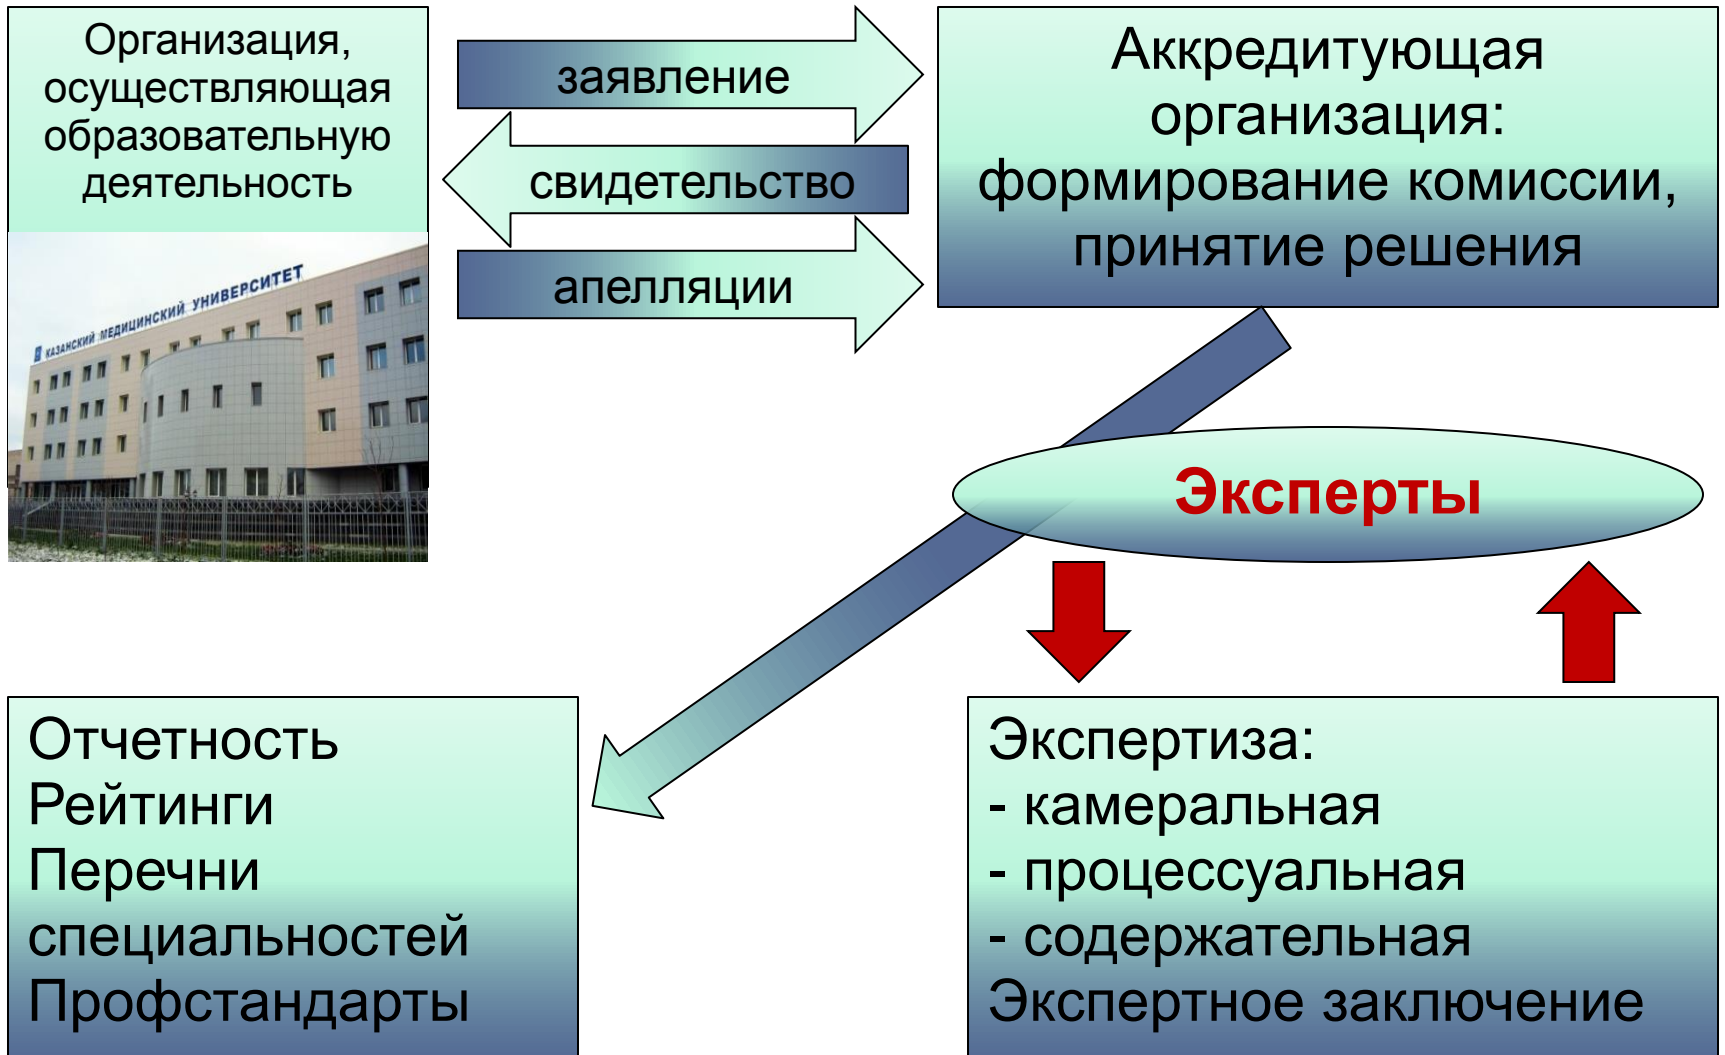 Организация,
осуществляющая
образовательную
деятельность
КАЗАНСКИЙ МЕДИЦИНСКИЙ УНИВЕРСИТЕТ
заявление
свидетельство
апелляции
Аккредитующая
организация:
формирование комиссии,
принятие решения
Эксперты
Отчетность
Рейтинги
Перечни
специальностей
Профстандарты
Экспертиза:
- камеральная
- процессуальная
- содержательная
Экспертное заключение